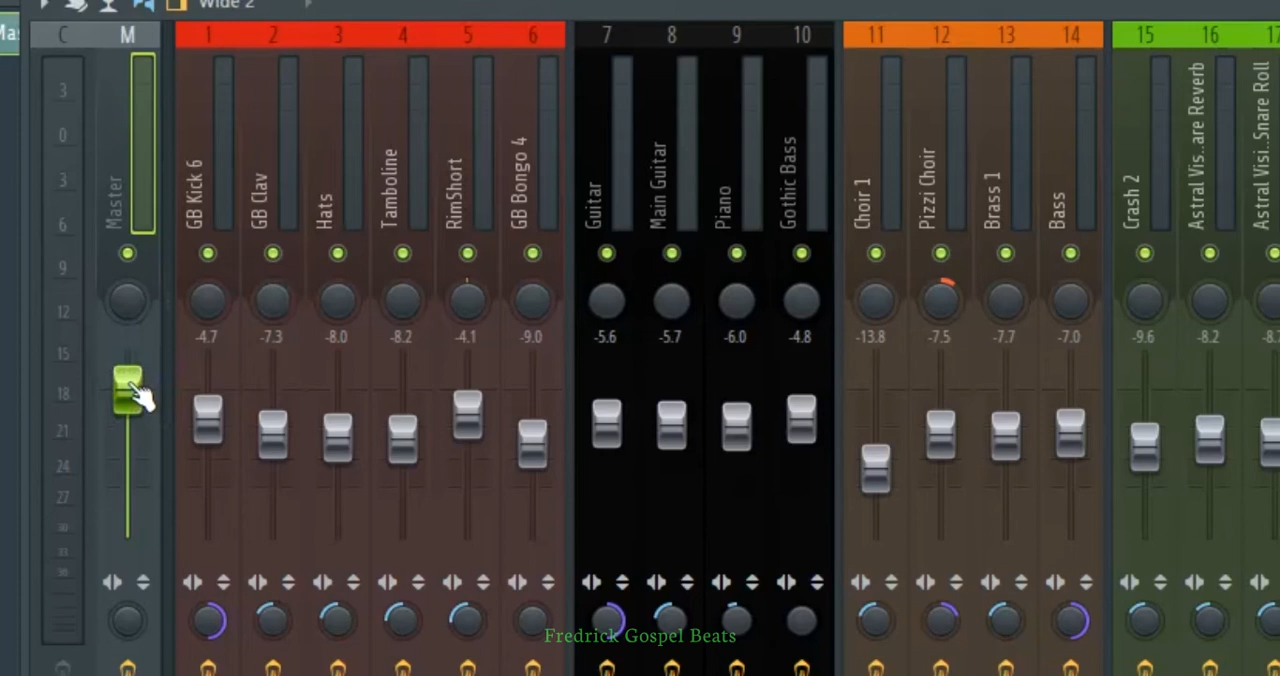 Mas
Wide 2
C M 1 2 3 4 5 6 7 8 9 10 11 12 13 14 15 16 17
3
0
3
6
9
12
15
18
21
24
27
30
33
36
Master
GB Kick 6
GB Clav
Hats
Tamboline
RimShort
GB Bongo 4
Guitar
Main Guitar
Piano
Gothic Bass
Choir 1
Pizzi Choir
Brass 1
Bass
Crash 2
Astral Vis..are Reverb
Astral Visi..Snare Roll
-4.7 -7.3 -8.0 -8.2 -4.1 -9.0 -5.6 -5.7 -6.0 -4.8 -13.8 -7.5 -7.7 -7.0 -9.6 -8.2
Fredrick Gospel Beats